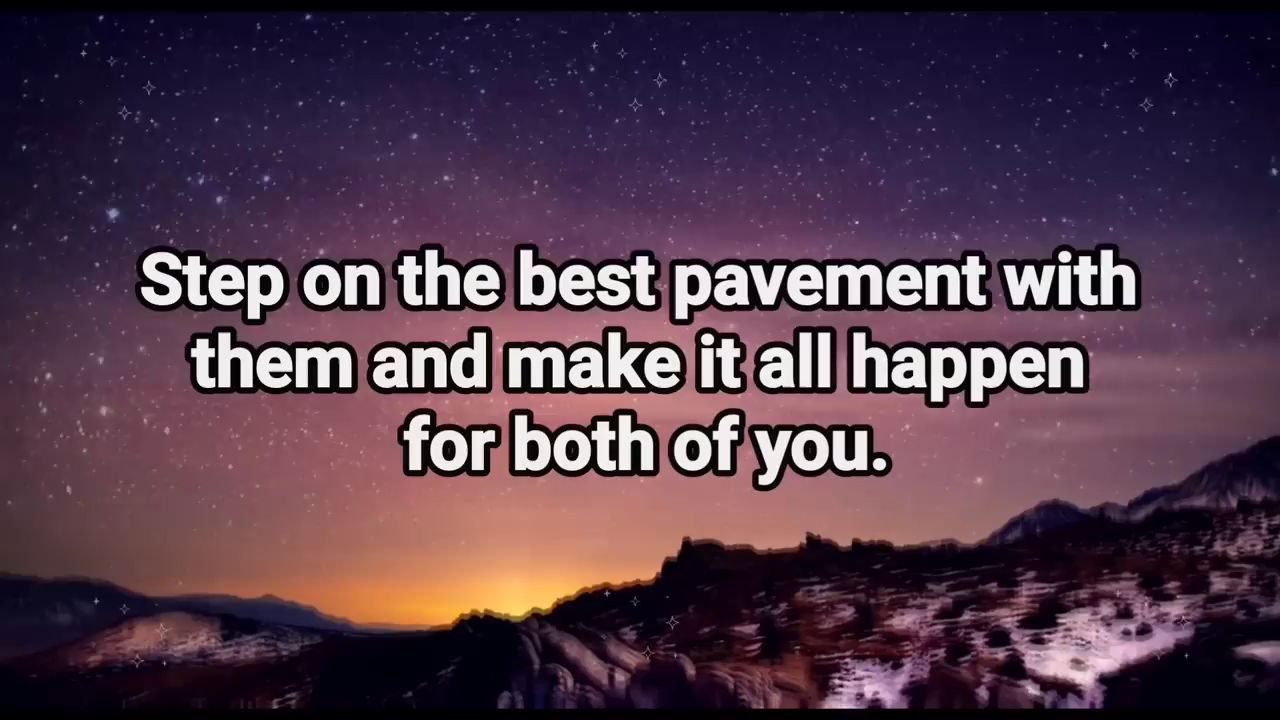 Step on the best pavement with
them and make it all happen
for both of you.